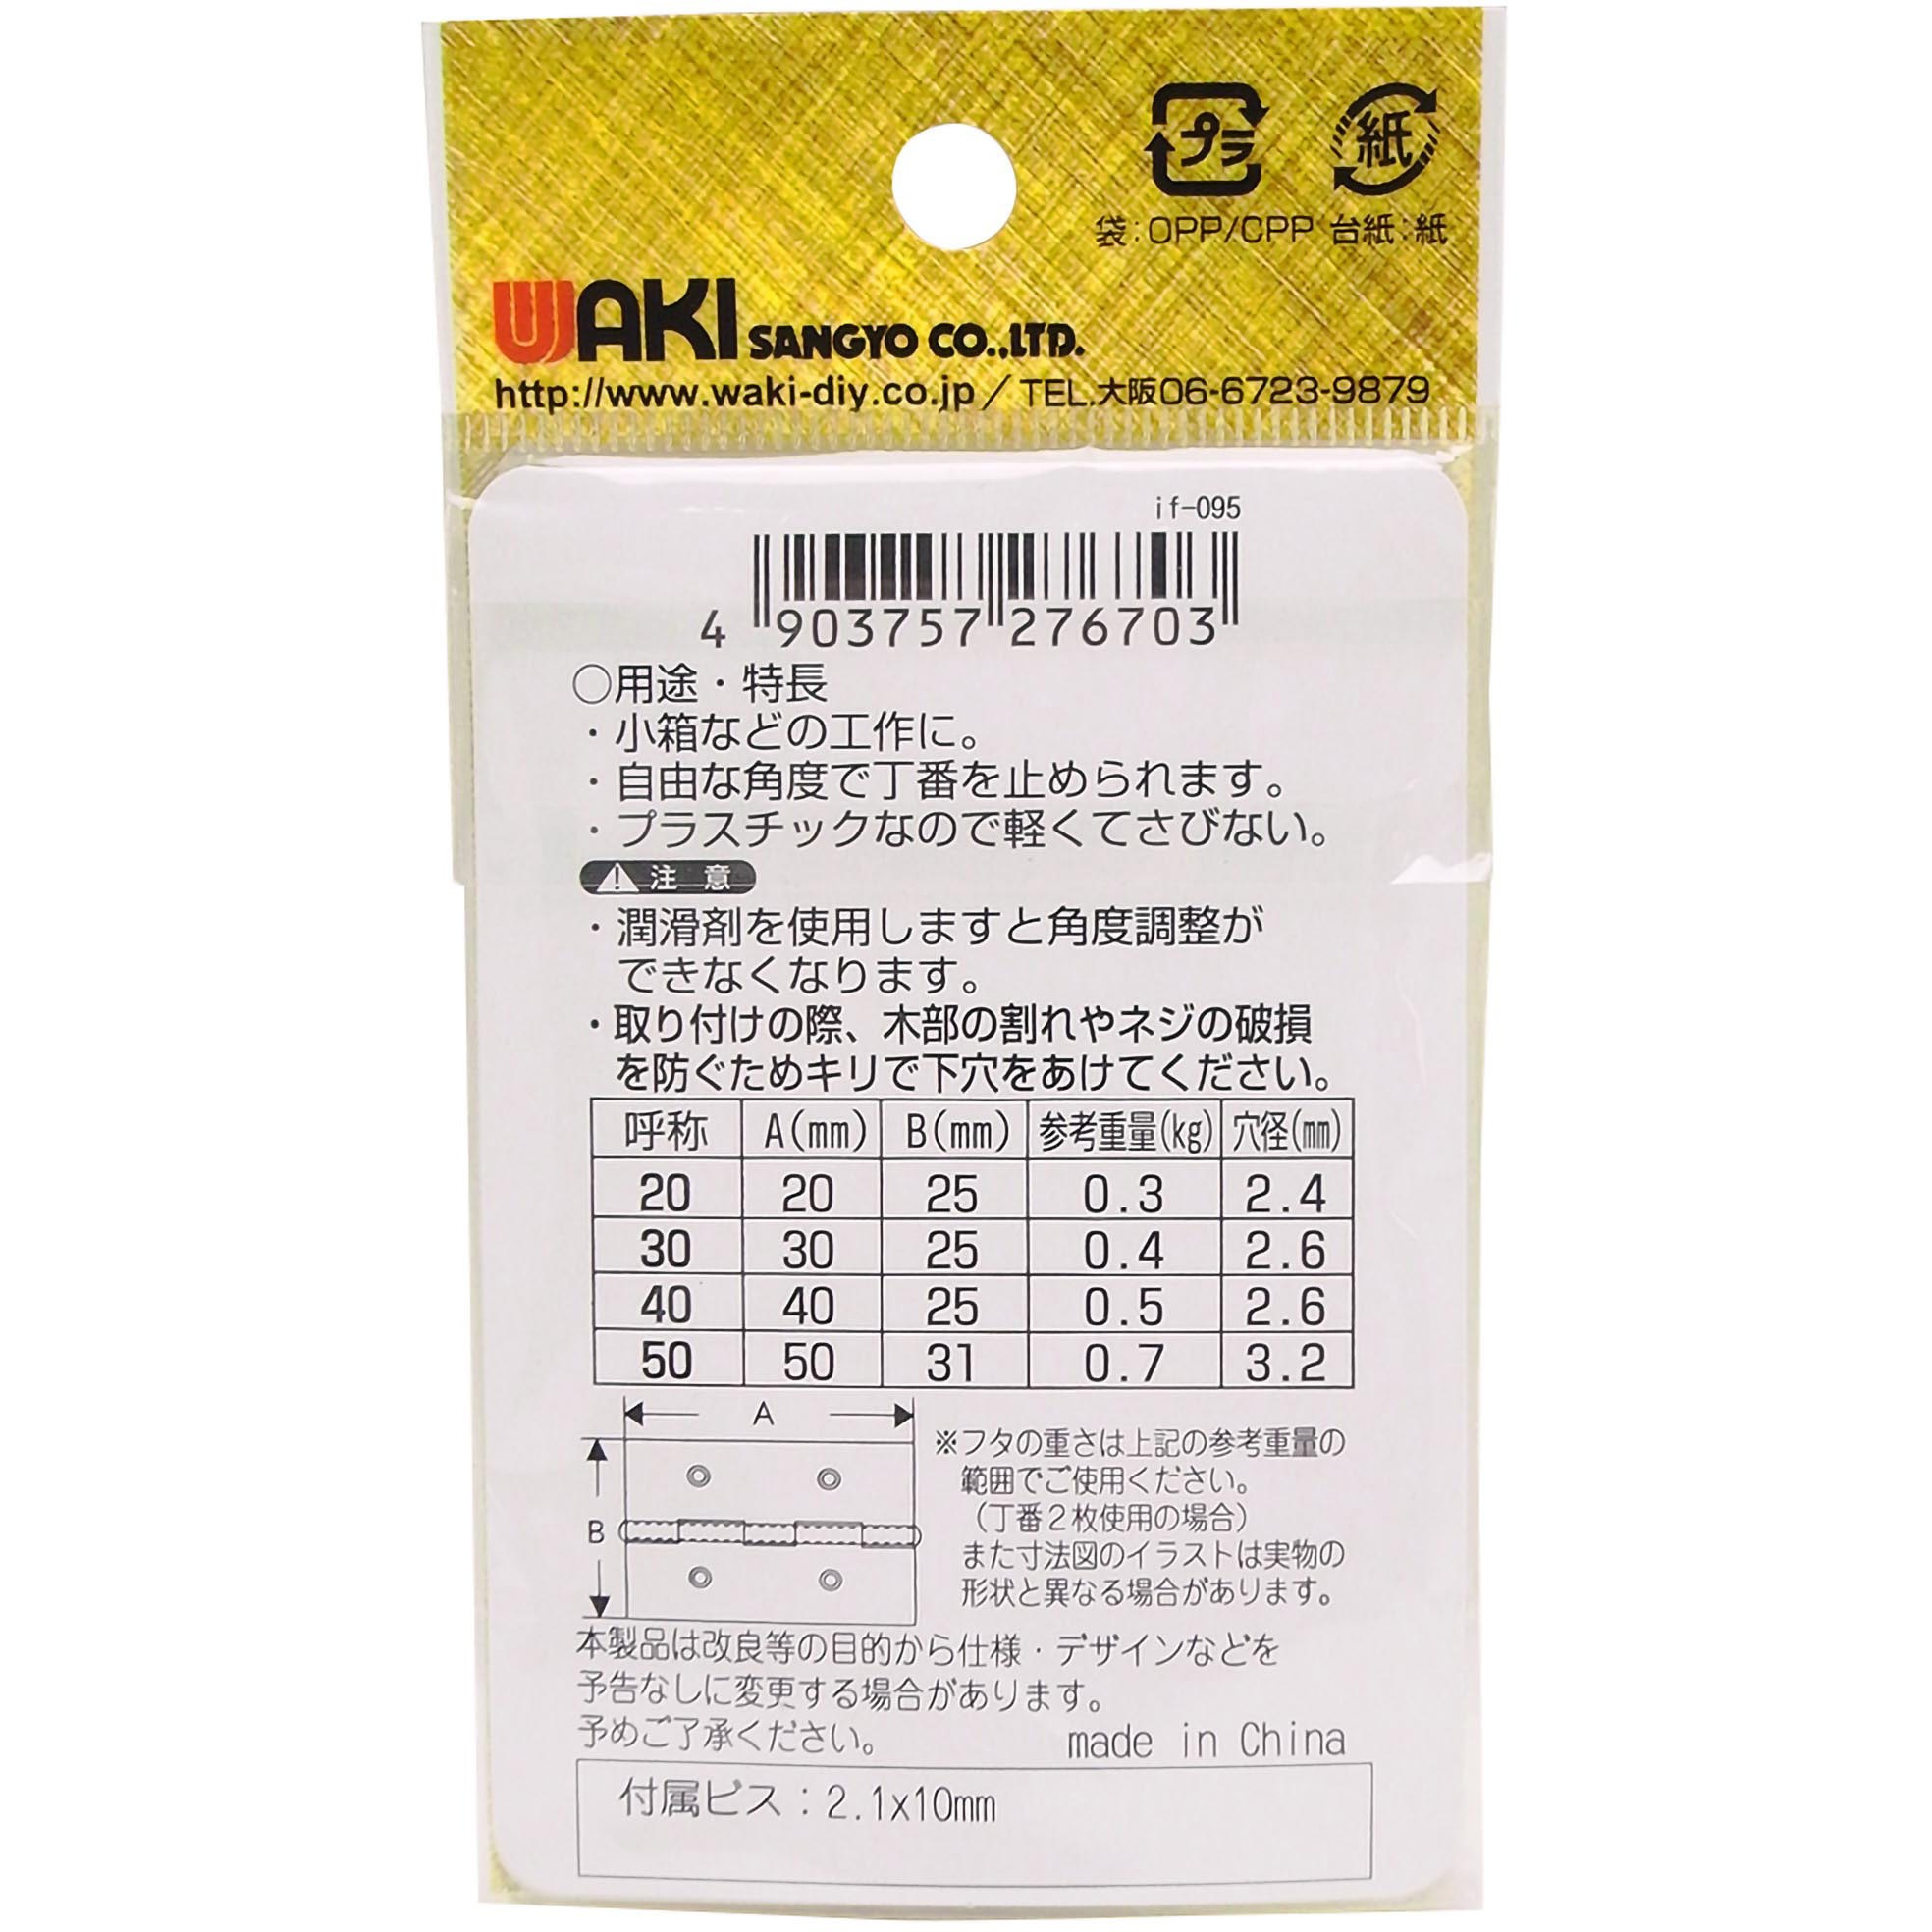 プラ 紙
袋:OPP/CPP 台紙:紙
WAKI SANGYO CO.,LTD.
http://www.waki-diy.co.jp/TEL.大阪06-6723-9879
if-095
4 903757 276703
○用途・特長
・小箱などの工作に。
・自由な角度で丁番を止められます。
・プラスチックなので軽くてさびない。
注意
・潤滑剤を使用しますと角度調整が
できなくなります。
・取り付けの際、木部の割れやネジの破損
を防ぐためキリで下穴をあけてください。
呼称 A(mm) B(mm) 参考重量(kg) 穴径(mm)
20 20 25 0.3 2.4
30 30 25 0.4 2.6
40 40 25 0.5 2.6
50 50 31 0.7 3.2
A
B
※フタの重さは上記の参考重量の
範囲でご使用ください。
(丁番2枚使用の場合)
また寸法図のイラストは実物の
形状と異なる場合があります。
本製品は改良等の目的から仕様・デザインなどを
予告なしに変更する場合があります。
予めご了承ください。 made in China
付属ビス:2.1x10mm